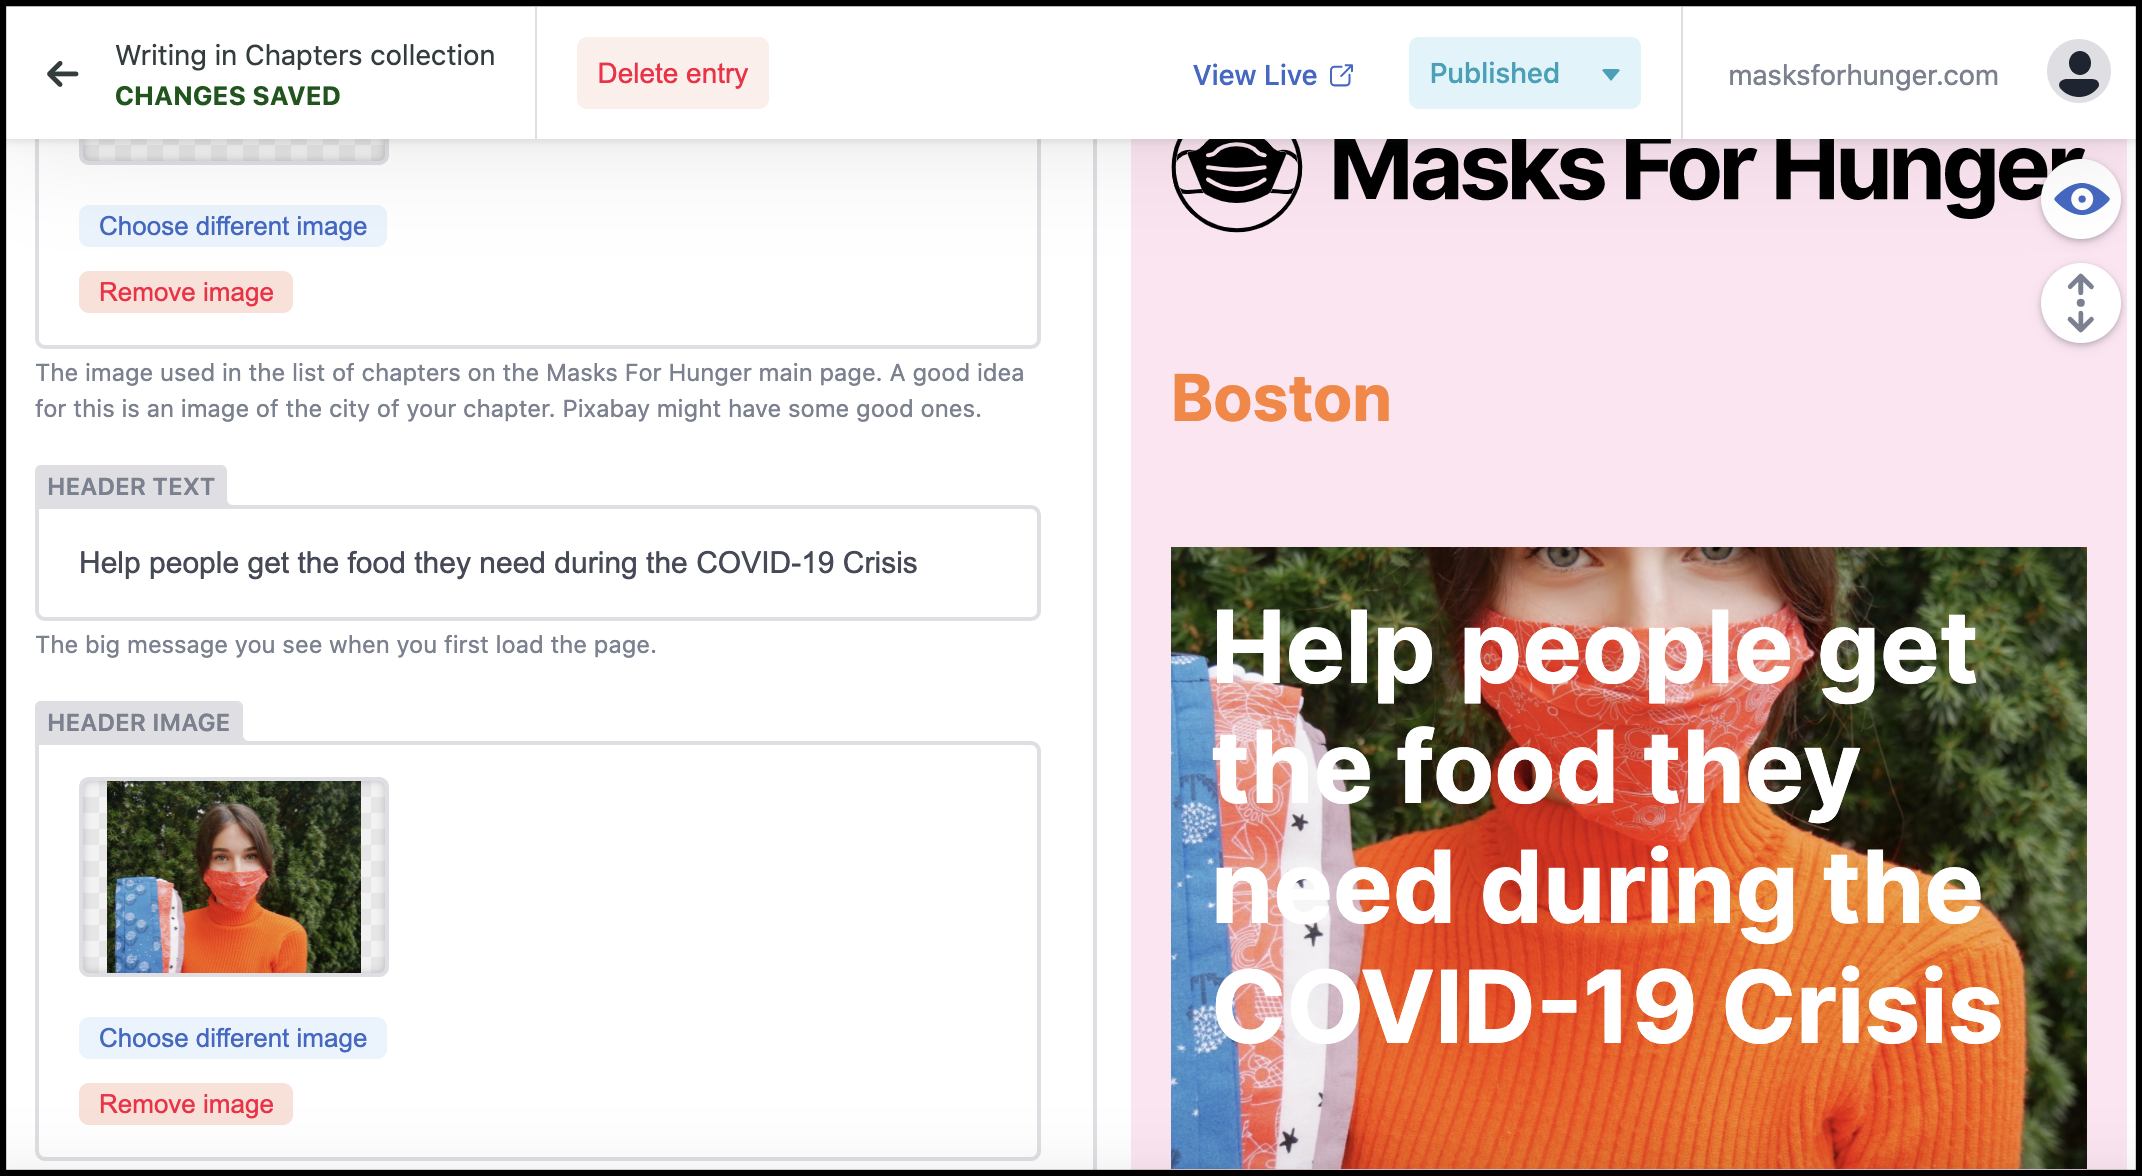 Writing in Chapters collection
CHANGES SAVED
Delete entry
View Live
Published
masksforhunger.com
Choose different image
Remove image
The image used in the list of chapters on the Masks For Hunger main page. A good idea
for this is an image of the city of your chapter. Pixabay might have some good ones.
HEADER TEXT
Help people get the food they need during the COVID-19 Crisis
The big message you see when you first load the page.
HEADER IMAGE
Choose different image
Remove image
Masks For Hunger
Boston
Help people get
the food they
need during the
COVID-19 Crisis